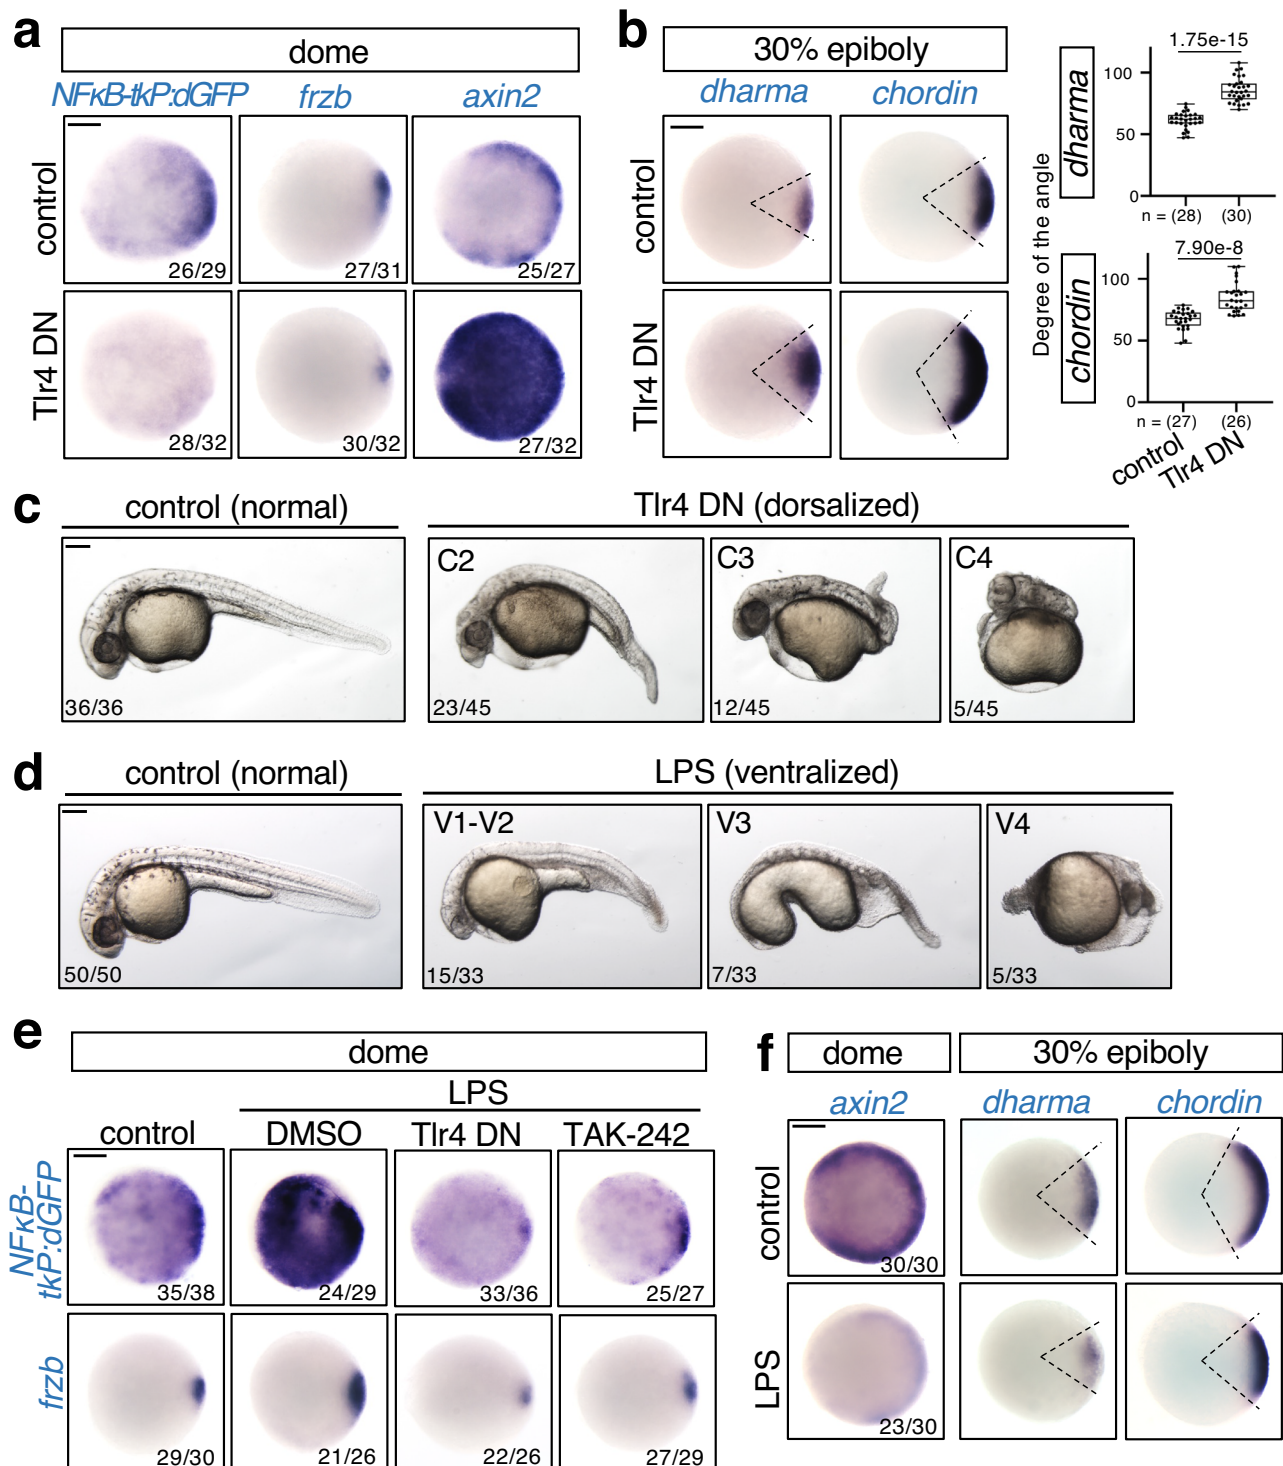 a
dome
NFκB-tkP:dGFP frzb axin2
control
26/29 27/31 25/27
Tlr4 DN
28/32 30/32 27/32
b
30% epiboly
dharma chordin
control
Tlr4 DN
Degree of the angle
dharma
1.75e-15
100
50
0
n = (28) (30)
chordin
7.90e-8
100
50
0
n = (27) (26)
control Tlr4 DN
c
control (normal) Tlr4 DN (dorsalized)
C2 C3 C4
36/36 23/45 12/45 5/45
d
control (normal) LPS (ventralized)
V1-V2 V3 V4
50/50 15/33 7/33 5/33
e
dome
LPS
control DMSO Tlr4 DN TAK-242
NFκB-
tkP:dGFP
35/38 24/29 33/36 25/27
frzb
29/30 21/26 22/26 27/29
f
dome 30% epiboly
axin2 dharma chordin
control
30/30
LPS
23/30